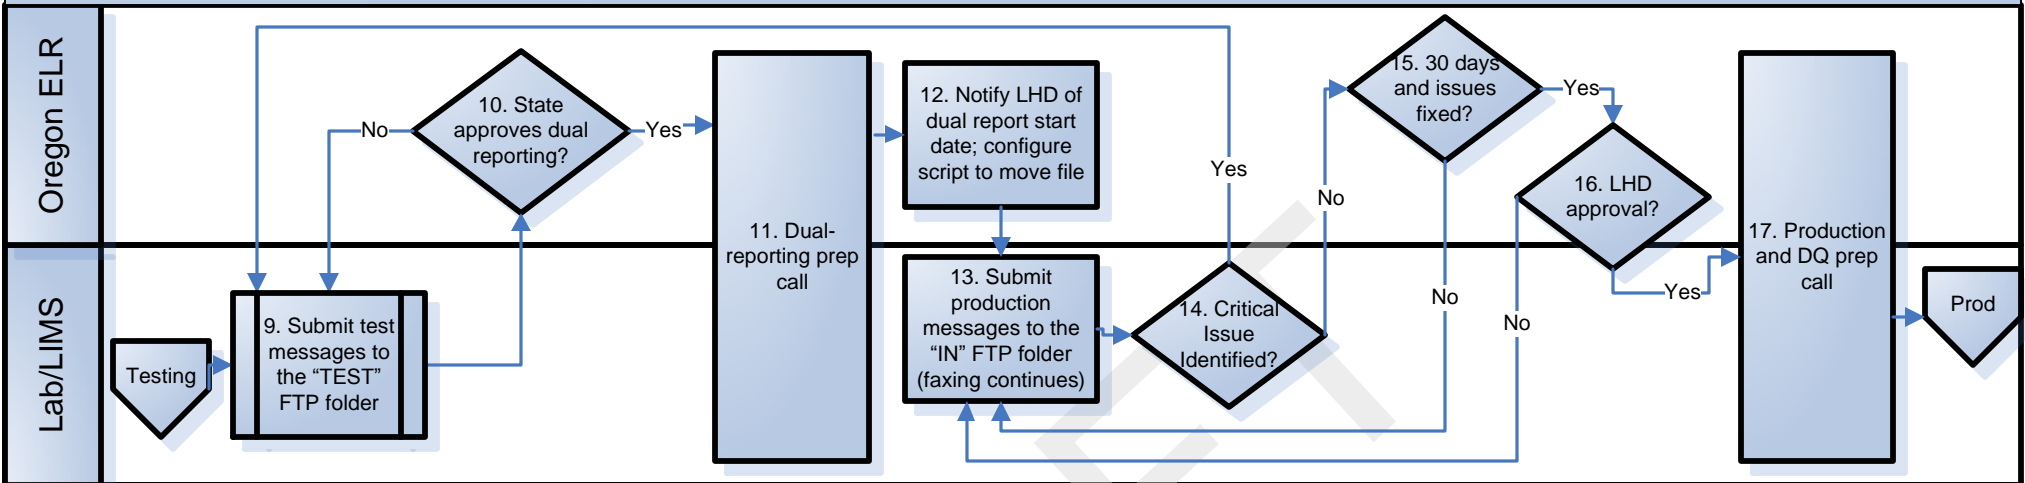 Oregon ELR
Lab/LIMS
Testing
9. Submit test
messages to
the “TEST”
FTP folder
No
10. State
approves dual
reporting?
Yes
11. Dual-
reporting prep
call
12. Notify LHD of
dual report start
date; configure
script to move file
13. Submit
production
messages to the
“IN” FTP folder
(faxing continues)
Yes
14. Critical
Issue
Identified?
No
15. 30 days
and issues
fixed?
Yes
No
16. LHD
approval?
No
Yes
17. Production
and DQ prep
call
Prod